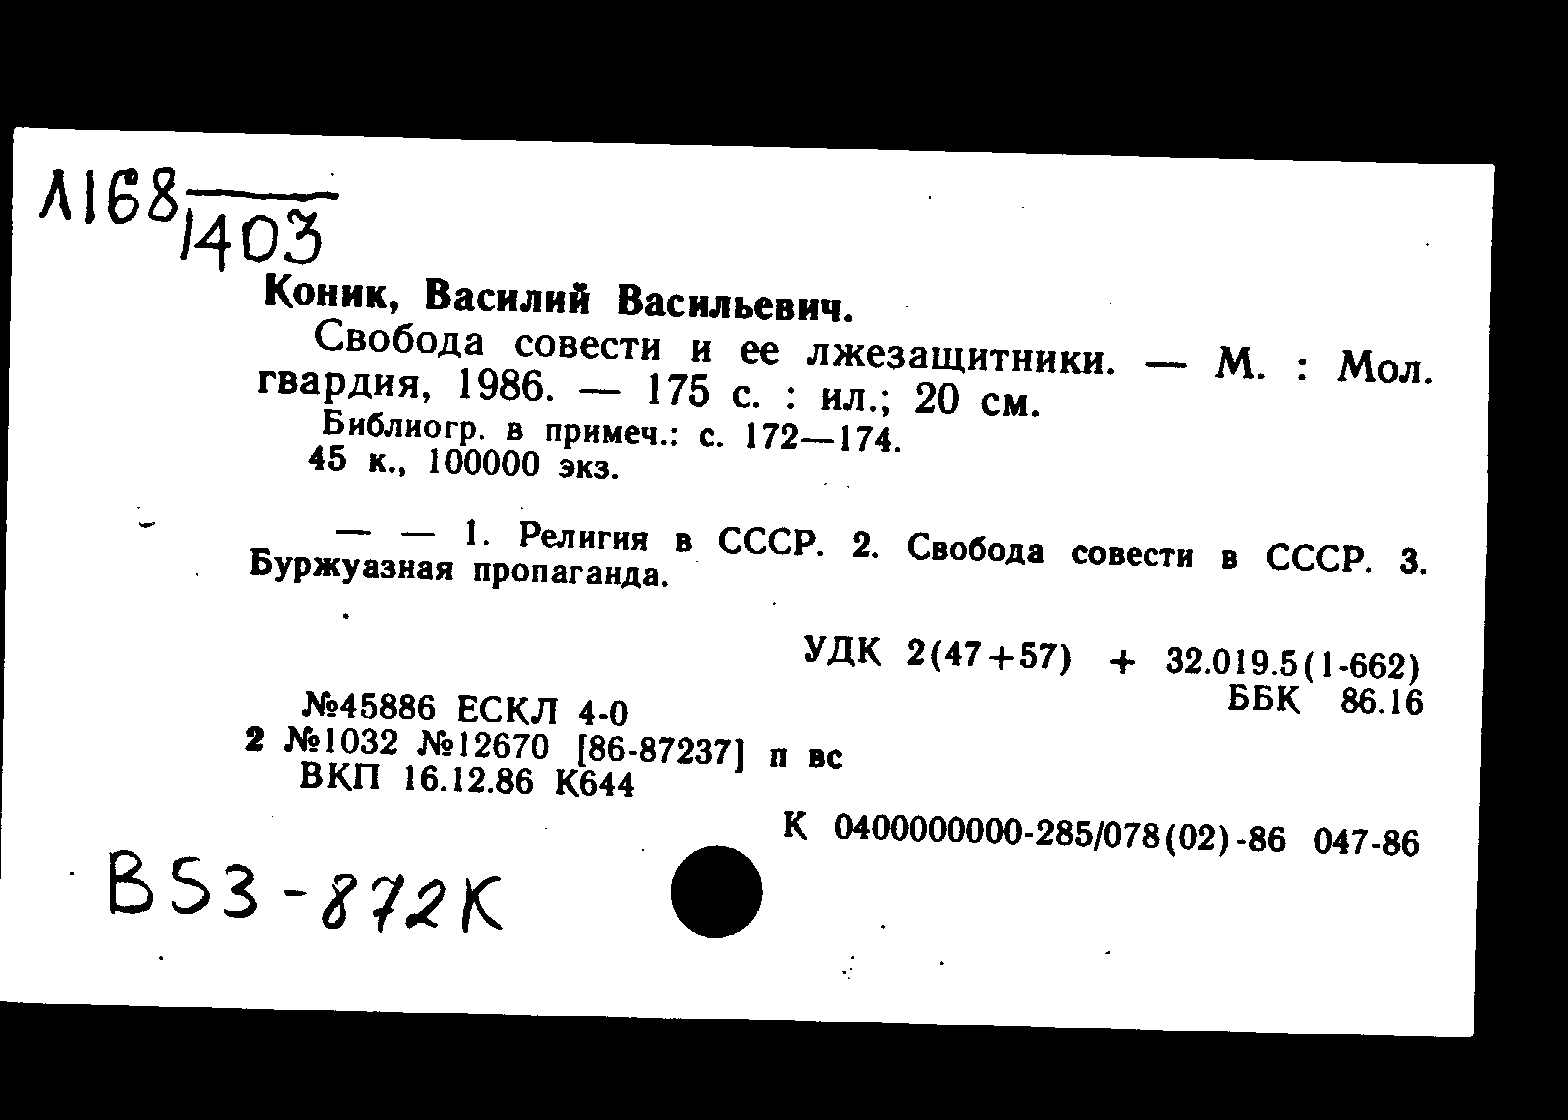 Л168
1403
Коник, Василий Васильевич.
Свобода совести и ее лжезащитники. — М. : Мол.
гвардия, 1986. — 175 с. : ил.; 20 см.
Библиогр. в примеч.: с. 172—174.
45 к., 100000 экз.
— — 1. Религия в СССР. 2. Свобода совести в СССР. 3.
Буржуазная пропаганда.
УДК 2(47+57) + 32.019.5(1-662)
ББК 86.16
№45886 ЕСКЛ 4-0
2 №1032 №12670 [86-87237] п вс
ВКП 16.12.86 К644
К 0400000000-285/078(02)-86 047-86
В53-872К